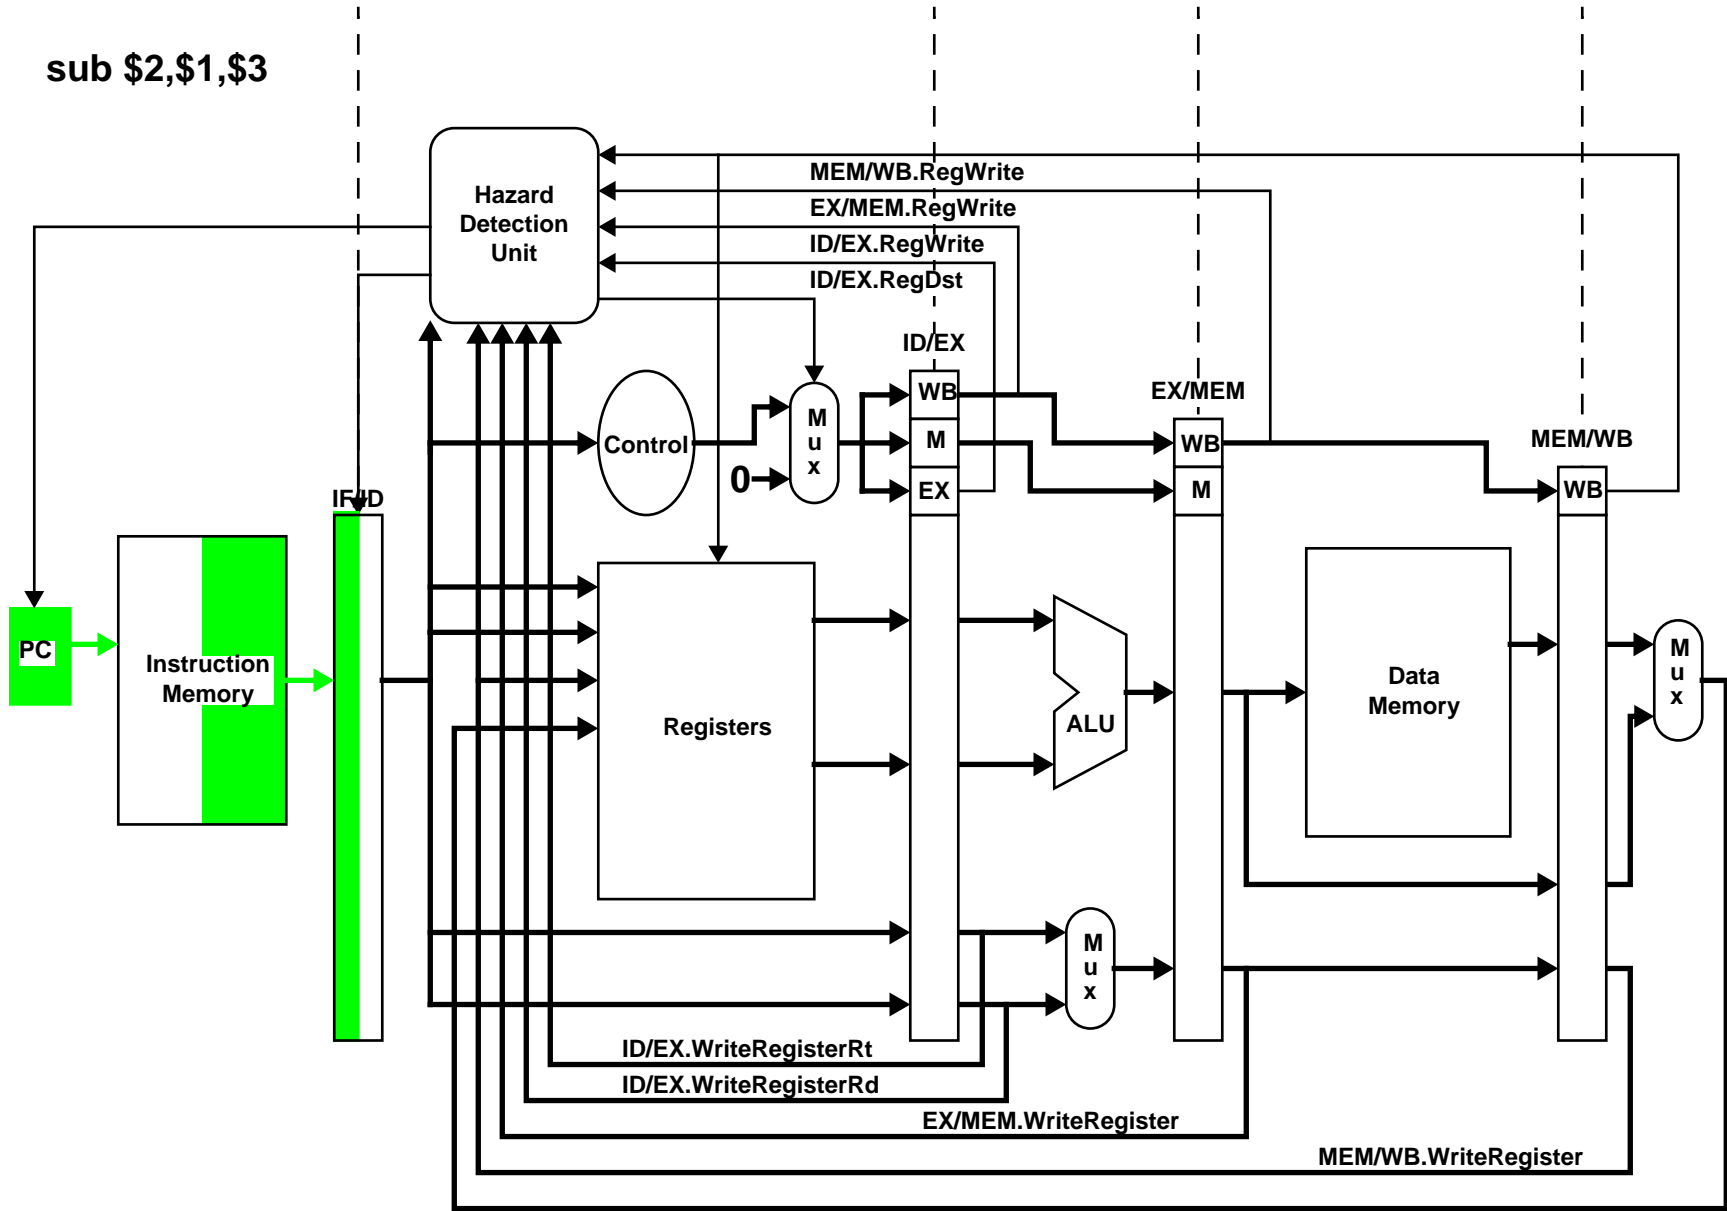 sub $2,$1,$3
Hazard
Detection
Unit
MEM/WB.RegWrite
EX/MEM.RegWrite
ID/EX.RegWrite
ID/EX.RegDst
ID/EX
EX/MEM
MEM/WB
IF/ID
Control
0
M
u
x
WB
M
EX
WB
M
WB
PC
Instruction
Memory
Registers
ALU
Data
Memory
M
u
x
M
u
x
ID/EX.WriteRegisterRt
ID/EX.WriteRegisterRd
EX/MEM.WriteRegister
MEM/WB.WriteRegister